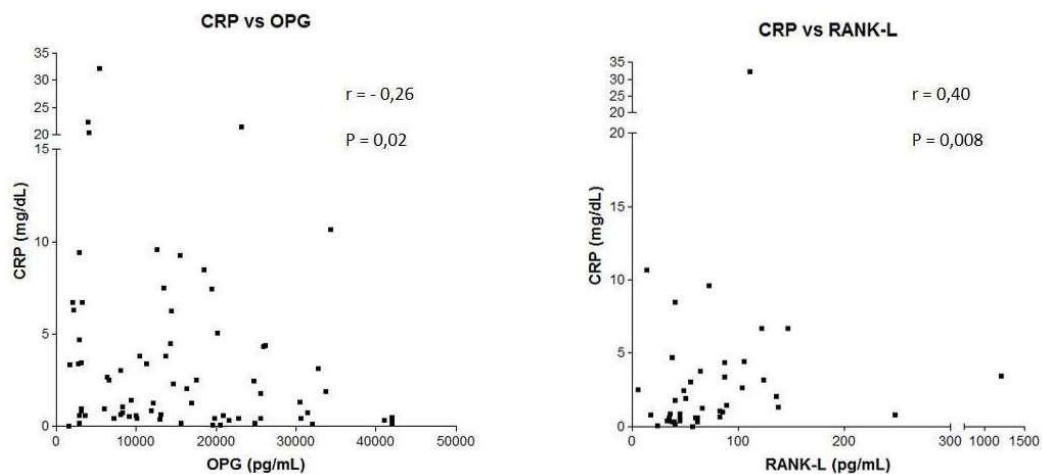 CRP vs OPG
35
30
25
20
15
10
5
0
r = - 0,26
P = 0,02
CRP (mg/dL)
0 10000 20000 30000 40000 50000
OPG (pg/mL)
CRP vs RANK-L
35
30
25
20
20
15
10
5
0
r = 0,40
P = 0,008
CRP (mg/dL)
0 100 200 300 1000 1500
RANK-L (pg/mL)